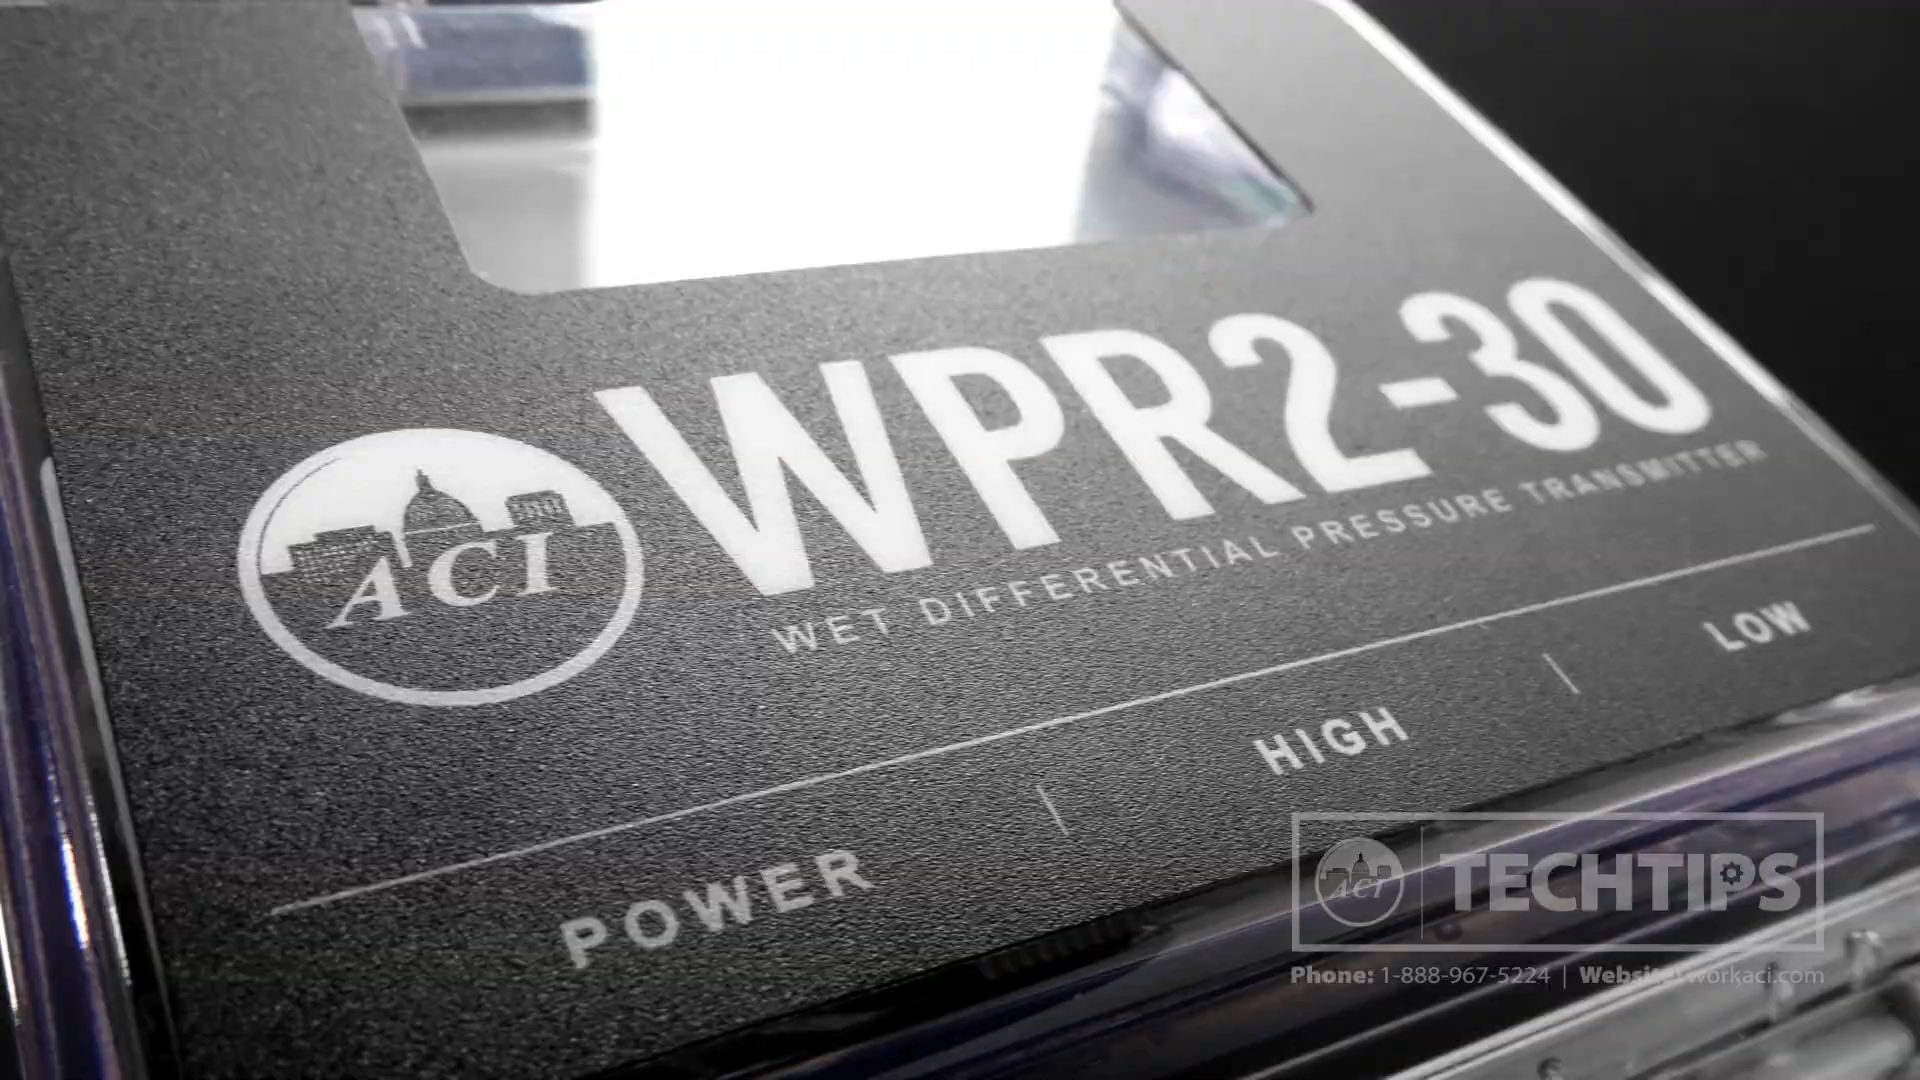 ACI
WPR2-30
WET DIFFERENTIAL PRESSURE TRANSMITTER
POWER | HIGH | LOW
ACI | TECHTIPS
Phone: 1-888-967-5224 | Website: workaci.com